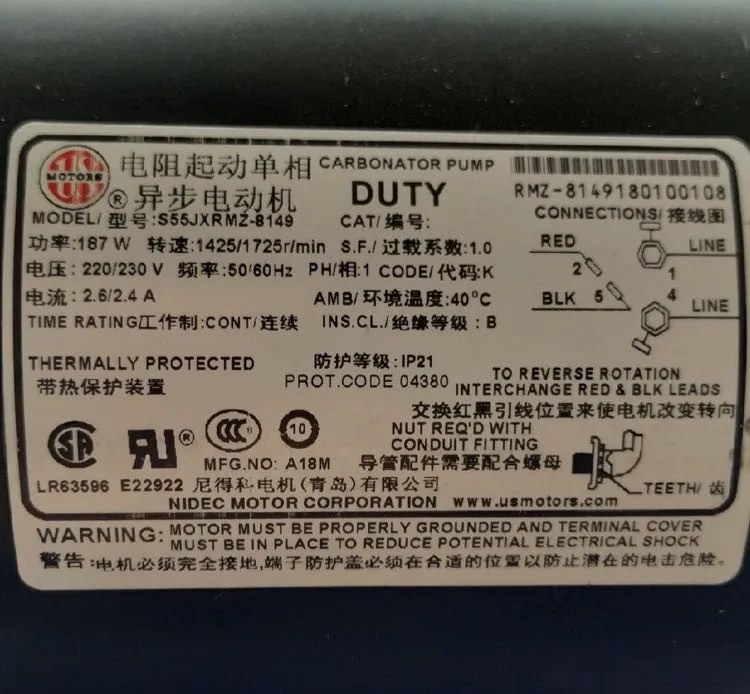 US
MOTORS
®
电阻起动单相 CARBONATOR PUMP
异步电动机 DUTY
RMZ-8149180100108
MODEL/型号:S55JXRMZ-8149 CAT/编号:
CONNECTIONS/接线图
功率:187 W 转速:1425/1725r/min S.F./过载系数:1.0
电压: 220/230 V 频率:50/60Hz PH/相:1 CODE/代码:K
电流: 2.6/2.4 A AMB/环境温度:40°C
TIME RATING/工作制:CONT/连续 INS.CL./绝缘等级:B
RED
2
LINE
1
BLK 5
4
LINE
THERMALLY PROTECTED 防护等级:IP21
带热保护装置 PROT.CODE 04380
TO REVERSE ROTATION
INTERCHANGE RED & BLK LEADS
交换红黑引线位置来使电机改变转向
SA ® CCC 10
NUT REQ'D WITH
CONDUIT FITTING
MFG.NO: A18M 导管配件需要配合螺母
TEETH/齿
LR63596 E22922 尼得科电机(青岛)有限公司
NIDEC MOTOR CORPORATION www.usmotors.com
WARNING: MOTOR MUST BE PROPERLY GROUNDED AND TERMINAL COVER
MUST BE IN PLACE TO REDUCE POTENTIAL ELECTRICAL SHOCK
警告:电机必须完全接地,端子防护盖必须在合适的位置以防止潜在的电击危险。